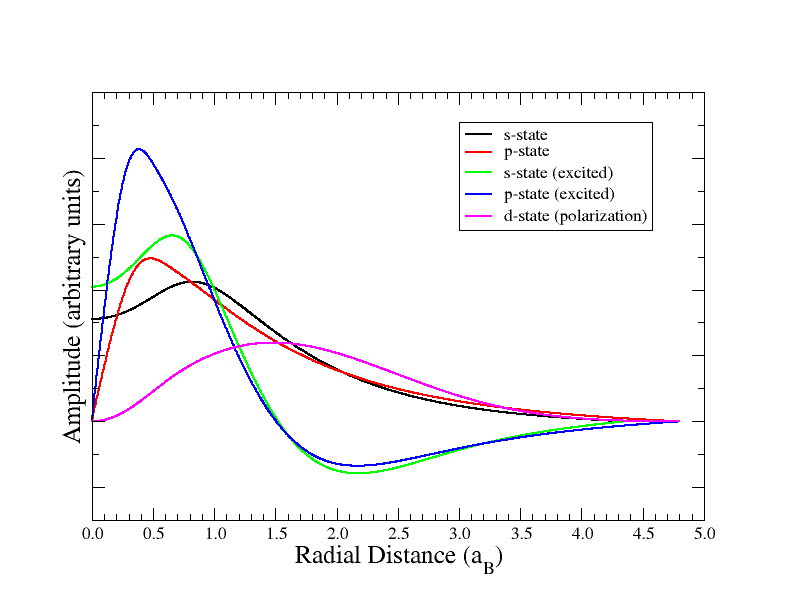 s-state
p-state
s-state (excited)
p-state (excited)
d-state (polarization)
Amplitude (arbitrary units)
0.0 0.5 1.0 1.5 2.0 2.5 3.0 3.5 4.0 4.5 5.0
Radial Distance (a_B)